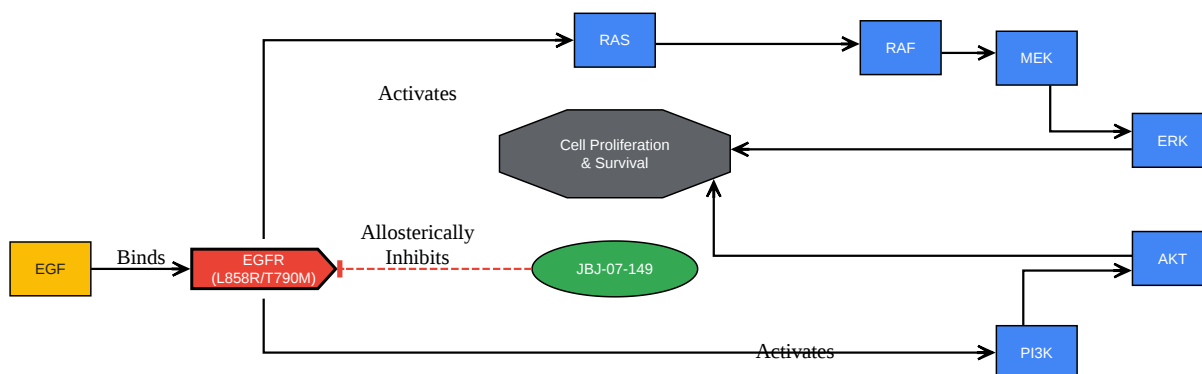 RAS
RAF
MEK
Activates
Cell Proliferation
& Survival
ERK
EGF
Binds
EGFR
(L858R/T790M)
Allosterically
Inhibits
JBJ-07-149
AKT
Activates
PI3K